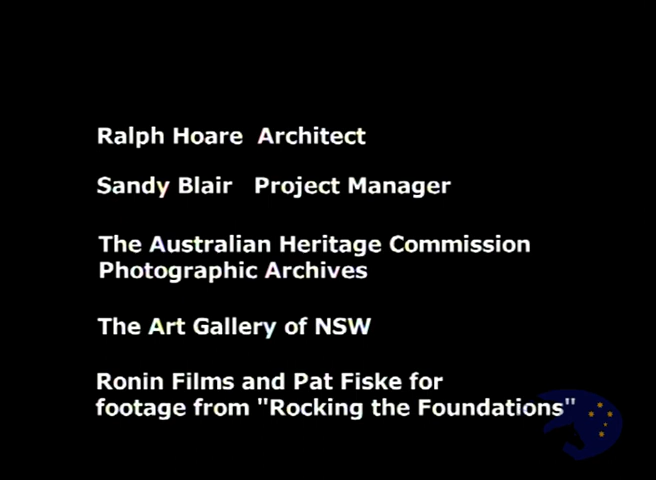 Ralph Hoare Architect
Sandy Blair Project Manager
The Australian Heritage Commission
Photographic Archives
The Art Gallery of NSW
Ronin Films and Pat Fiske for
footage from "Rocking the Foundations"